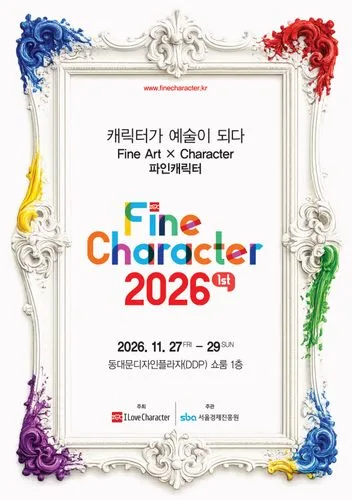 www.finecharacter.kr
캐릭터가 예술이 되다
Fine Art × Character
파인캐릭터
Fine
Character
2026 1st
2026. 11. 27 FRI – 29 SUN
동대문디자인플라자(DDP) 쇼룸 1층
주최 주관
I Love Character sba 서울경제진흥원